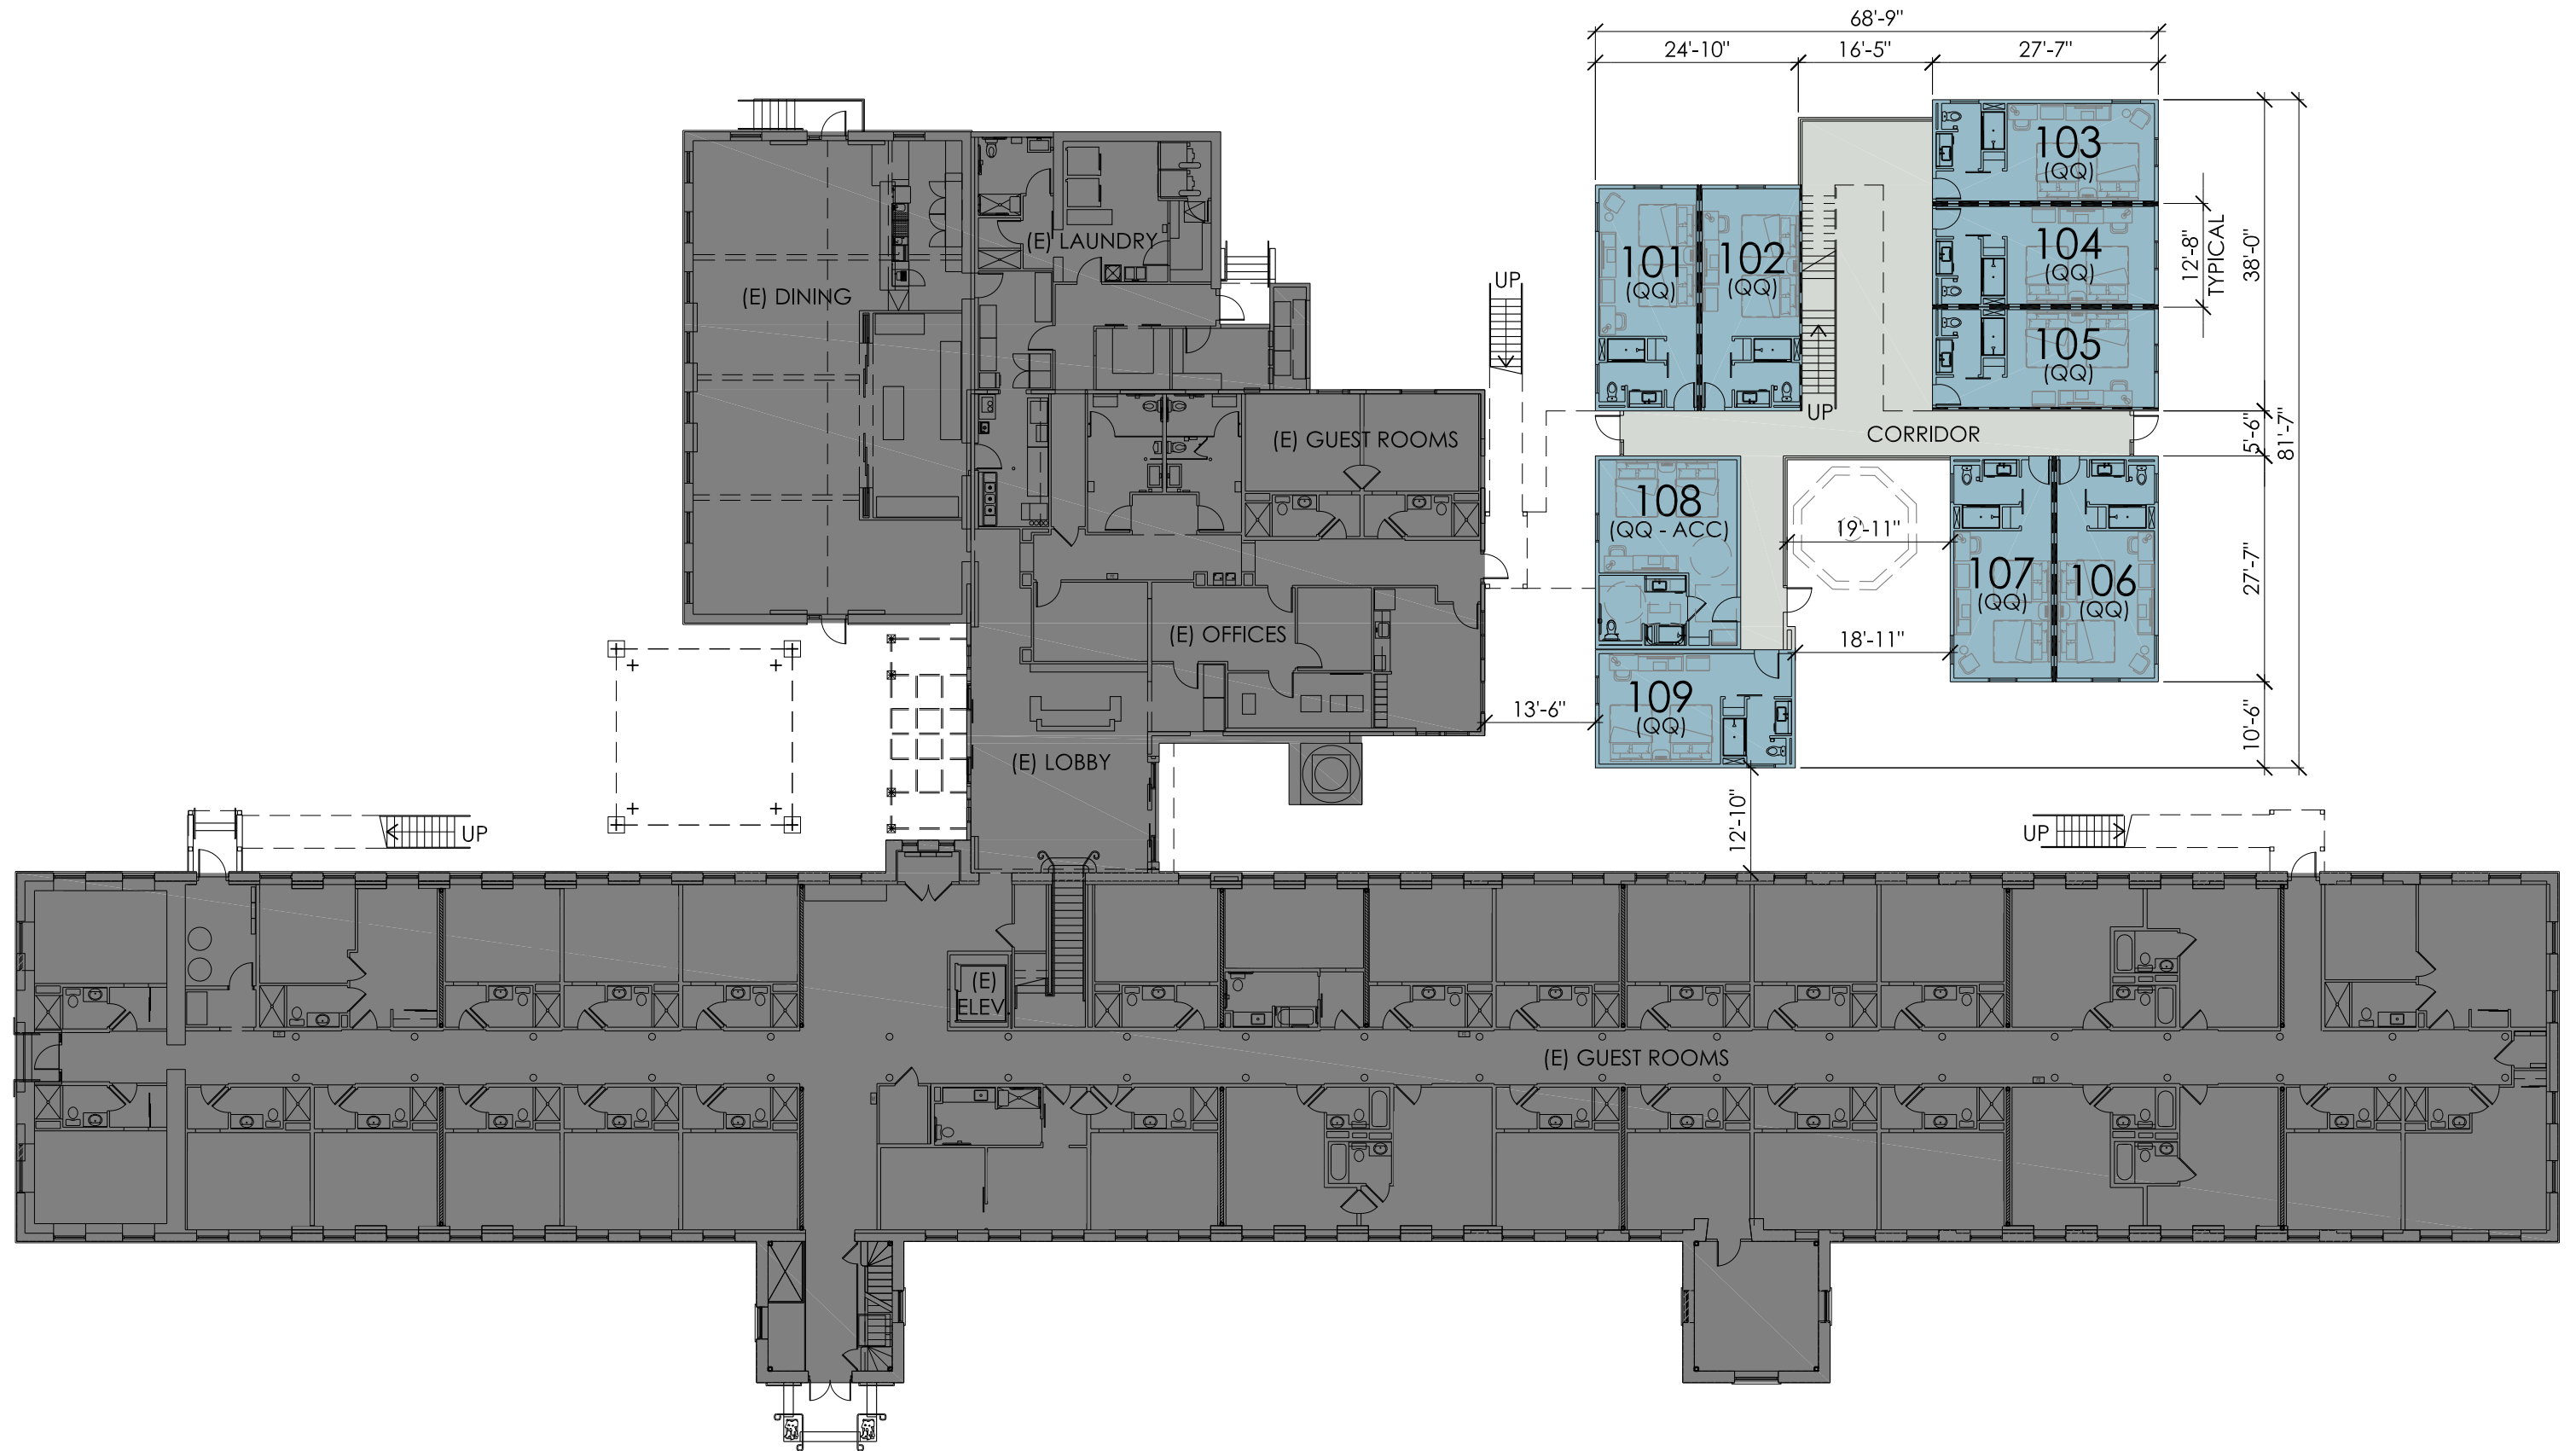 68'-9"
24'-10"
16'-5"
27'-7"
103
(QQ)
(E) LAUNDRY
101
(QQ)
102
(QQ)
104
(QQ)
12'-8"
TYPICAL
38'-0"
(E) DINING
UP
105
(QQ)
UP
(E) GUEST ROOMS
CORRIDOR
5'-6"
81'-7"
108
(QQ - ACC)
19'-11"
107
(QQ)
106
(QQ)
27'-7"
(E) OFFICES
18'-11"
109
(QQ)
13'-6"
10'-6"
(E) LOBBY
12'-10"
UP
UP
(E)
ELEV
(E) GUEST ROOMS